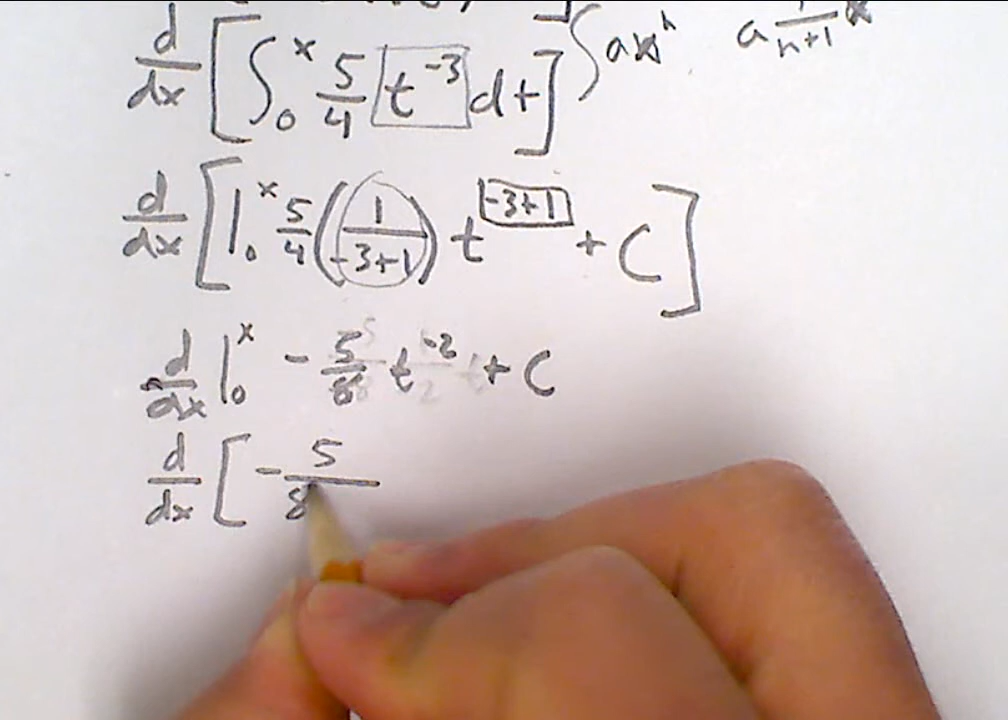 d/dx [∫₀ˣ 5/4 t⁻³ dt] ∫axⁿ a 1/n+1 x
d/dx [|₀ˣ 5/4 (1/-3+1) t⁻³⁺¹ + C]
d/dx |₀ˣ - 5/8 t⁻² + C
d/dx [- 5/8